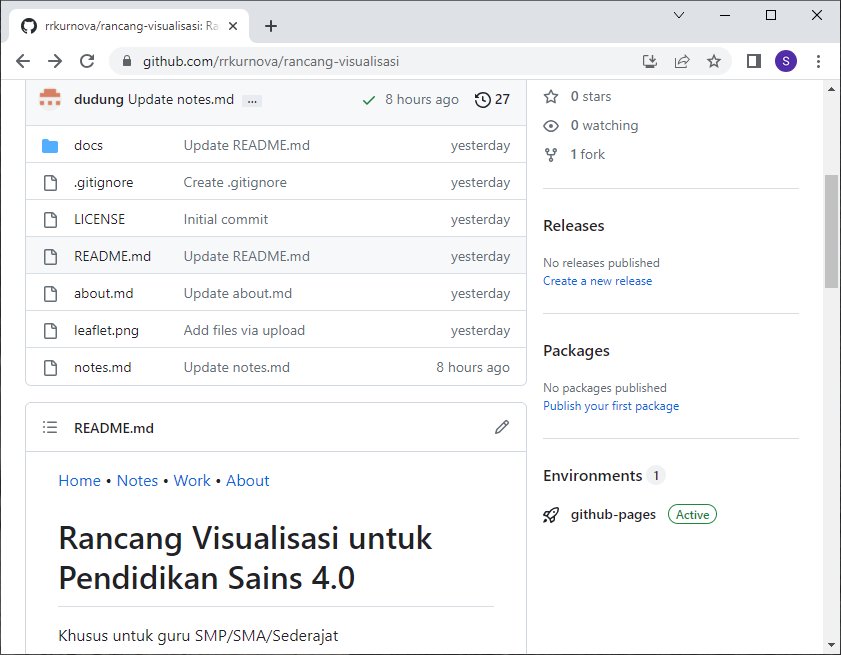 rrkurnova/rancang-visualisasi: Ra
github.com/rrkurnova/rancang-visualisasi
S
dudung Update notes.md ... 8 hours ago 27
docs Update README.md yesterday
.gitignore Create .gitignore yesterday
LICENSE Initial commit yesterday
README.md Update README.md yesterday
about.md Update about.md yesterday
leaflet.png Add files via upload yesterday
notes.md Update notes.md 8 hours ago
README.md
Home • Notes • Work • About
Rancang Visualisasi untuk
Pendidikan Sains 4.0
Khusus untuk guru SMP/SMA/Sederajat
0 stars
0 watching
1 fork
Releases
No releases published
Create a new release
Packages
No packages published
Publish your first package
Environments 1
github-pages Active